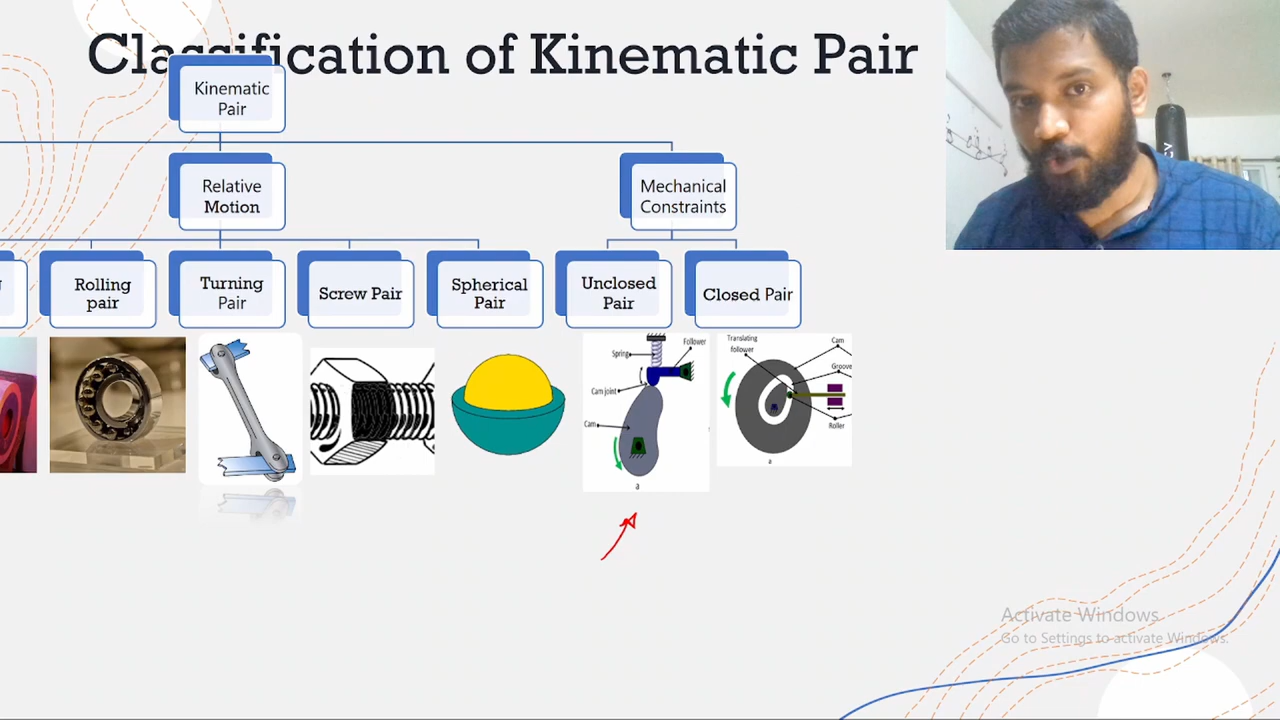 Classification of Kinematic Pair
Kinematic
Pair
Relative
Motion
Mechanical
Constraints
Rolling
pair
Turning
Pair
Screw Pair
Spherical
Pair
Unclosed
Pair
Closed Pair
Spring
Follower
Cam joint
Cam
a
Translating
follower
Cam
Groove
Roller
a
Activate Windows
Go to Settings to activate Windows.